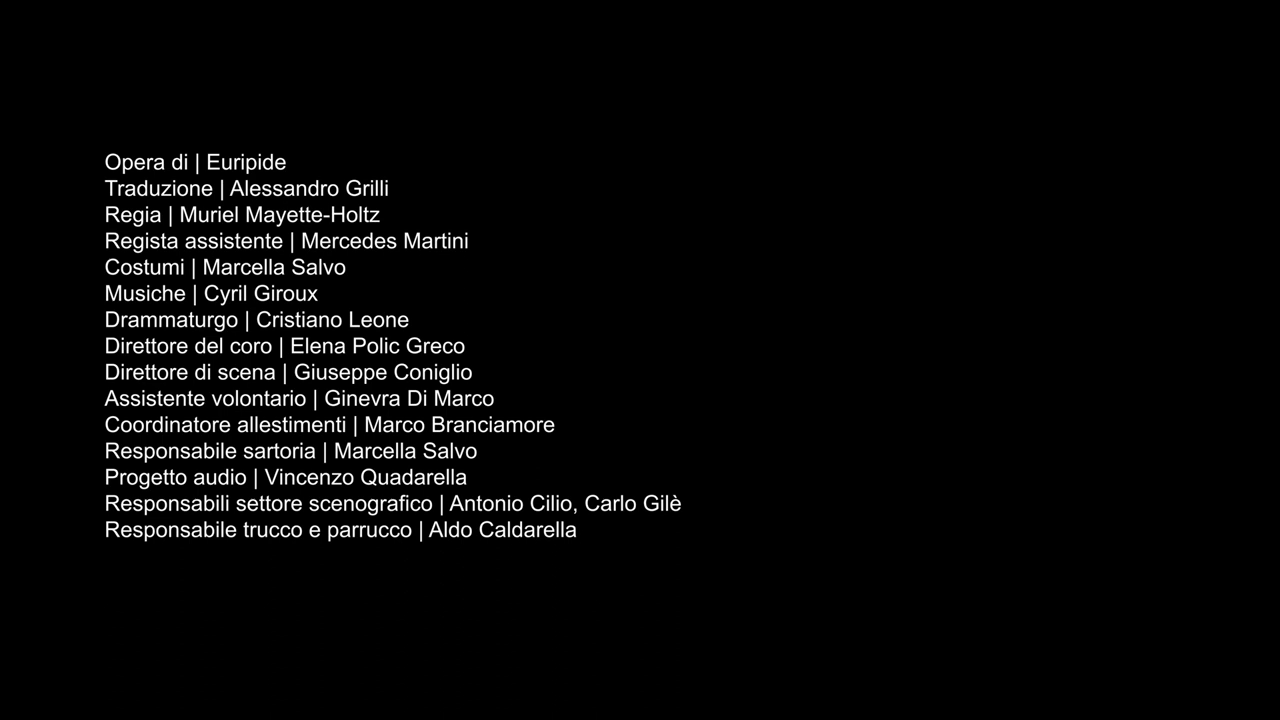 Opera di | Euripide
Traduzione | Alessandro Grilli
Regia | Muriel Mayette-Holtz
Regista assistente | Mercedes Martini
Costumi | Marcella Salvo
Musiche | Cyril Giroux
Drammaturgo | Cristiano Leone
Direttore del coro | Elena Polic Greco
Direttore di scena | Giuseppe Coniglio
Assistente volontario | Ginevra Di Marco
Coordinatore allestimenti | Marco Branciamore
Responsabile sartoria | Marcella Salvo
Progetto audio | Vincenzo Quadarella
Responsabili settore scenografico | Antonio Cilio, Carlo Gilè
Responsabile trucco e parrucco | Aldo Caldarella